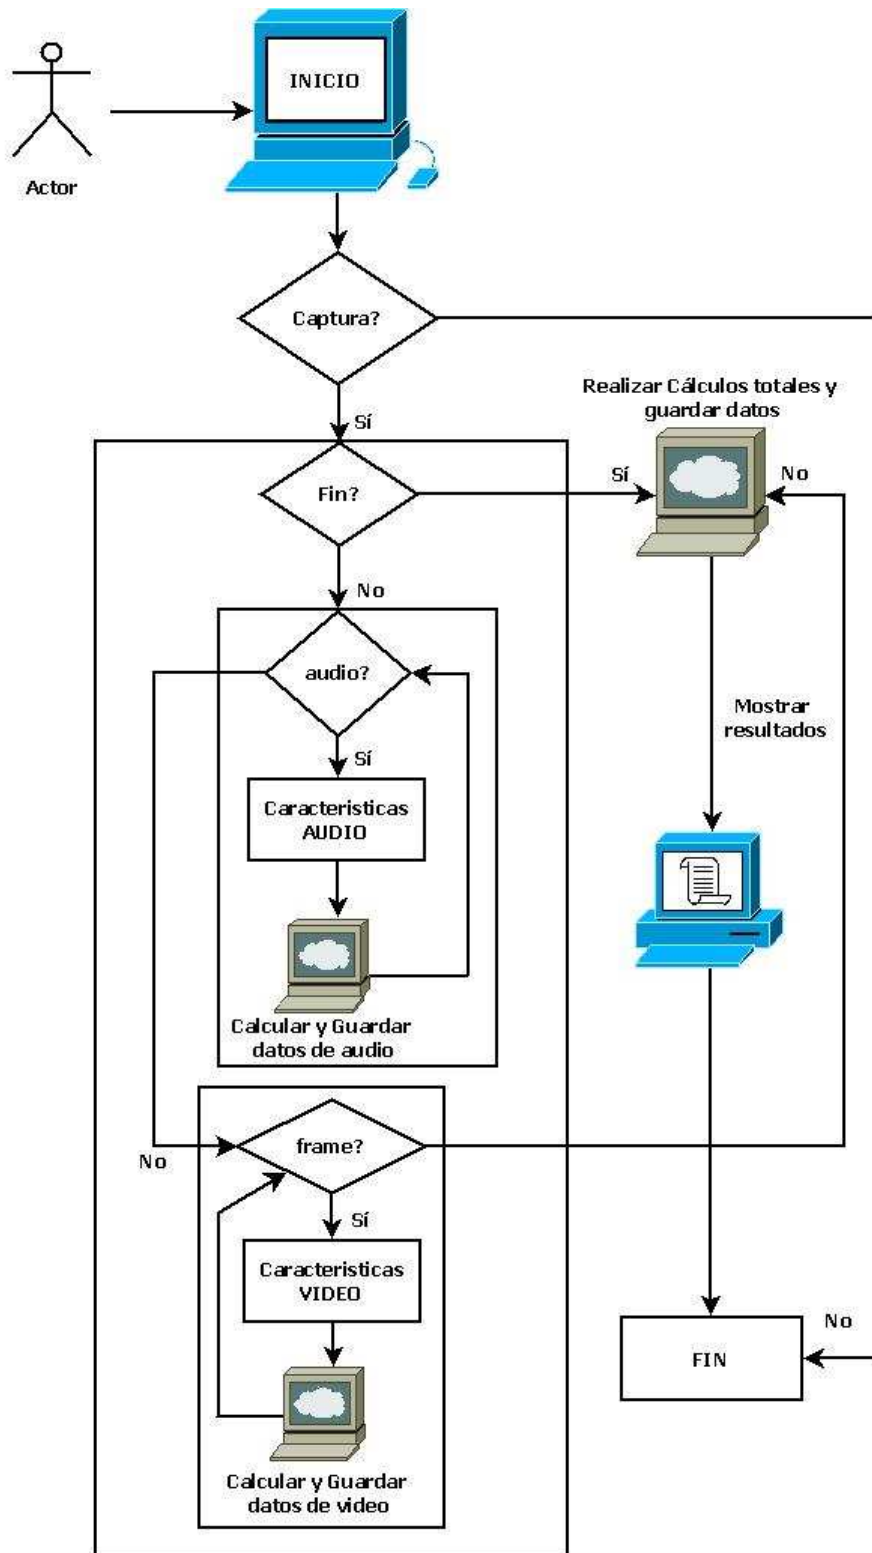 INICIO
Actor
Captura?
Sí
Realizar Cálculos totales y
guardar datos
Fin?
Sí
No
No
audio?
Sí
Mostrar
resultados
Caracteristicas
AUDIO
Calcular y Guardar
datos de audio
frame?
No
Sí
Caracteristicas
VIDEO
No
FIN
Calcular y Guardar
datos de video